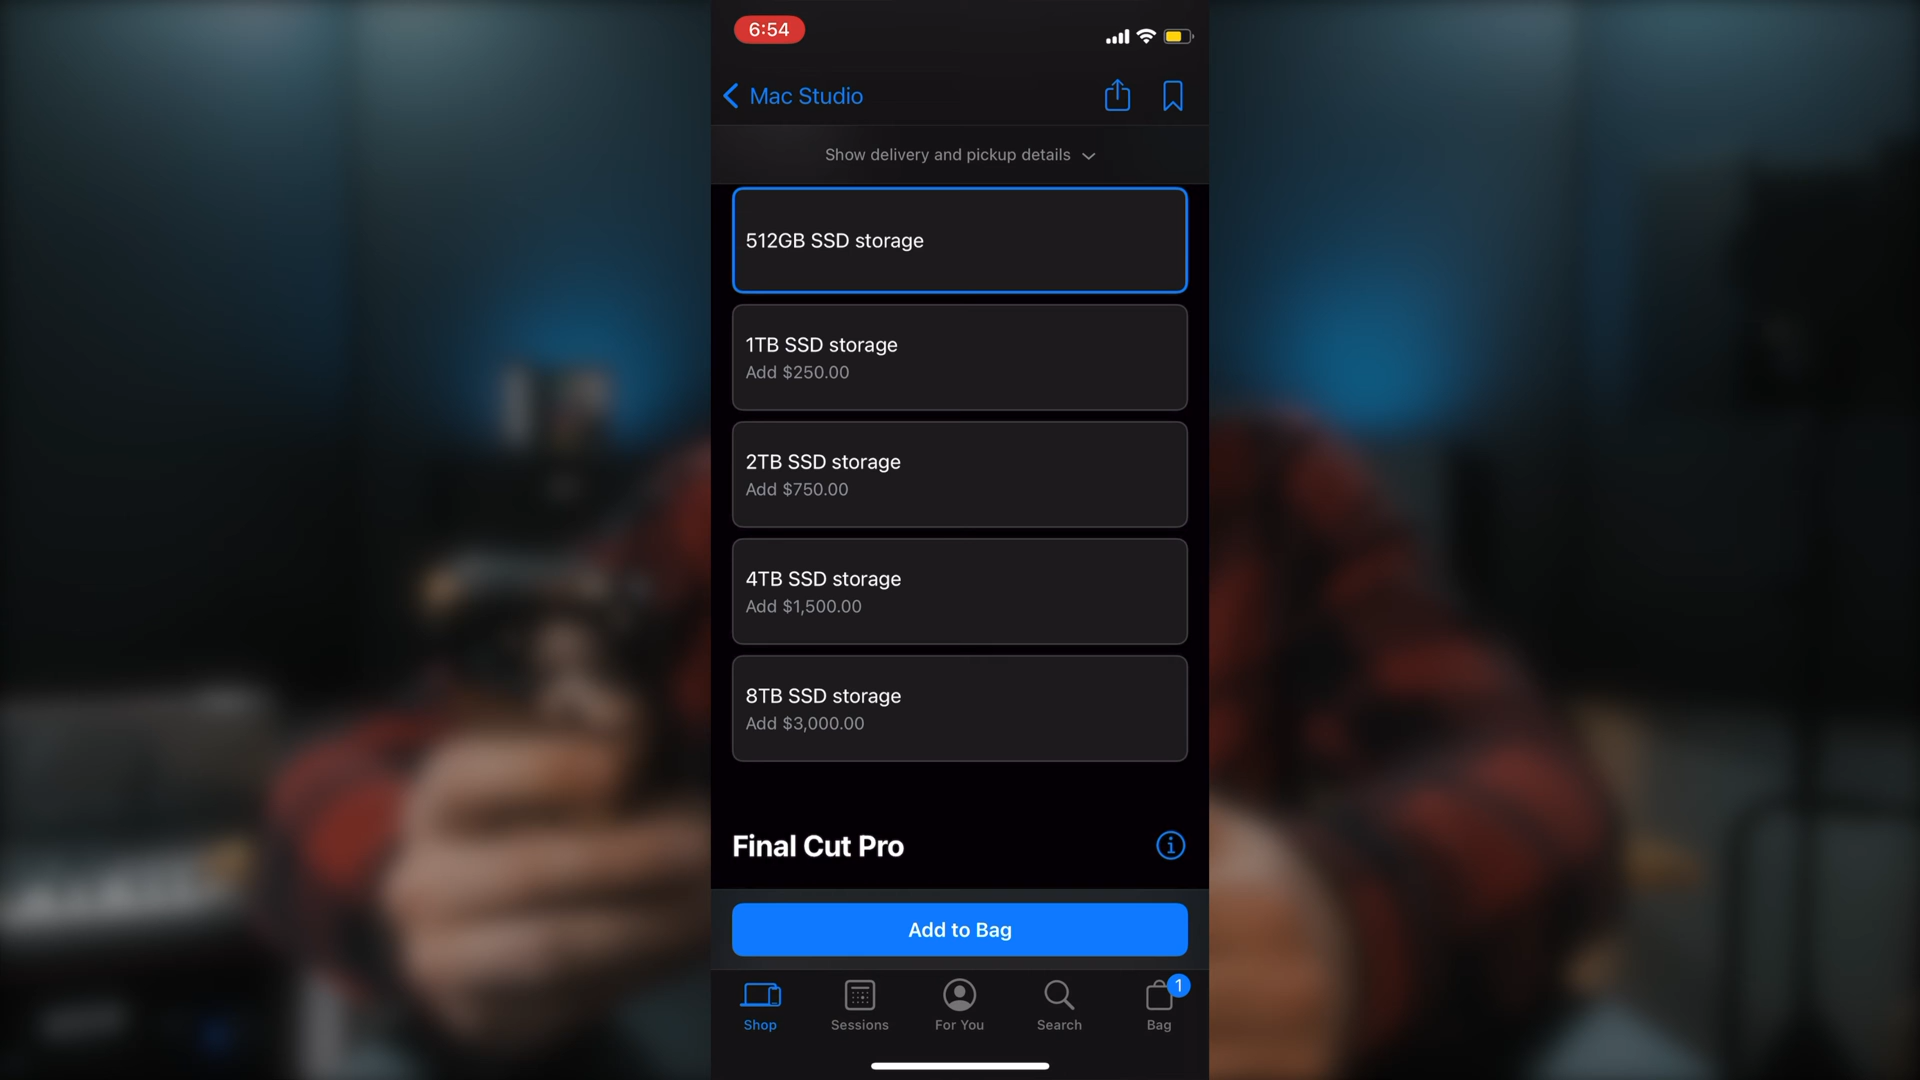 6:54
Mac Studio
Show delivery and pickup details
512GB SSD storage
1TB SSD storage
Add $250.00
2TB SSD storage
Add $750.00
4TB SSD storage
Add $1,500.00
8TB SSD storage
Add $3,000.00
Final Cut Pro
Add to Bag
1
Shop
Sessions
For You
Search
Bag